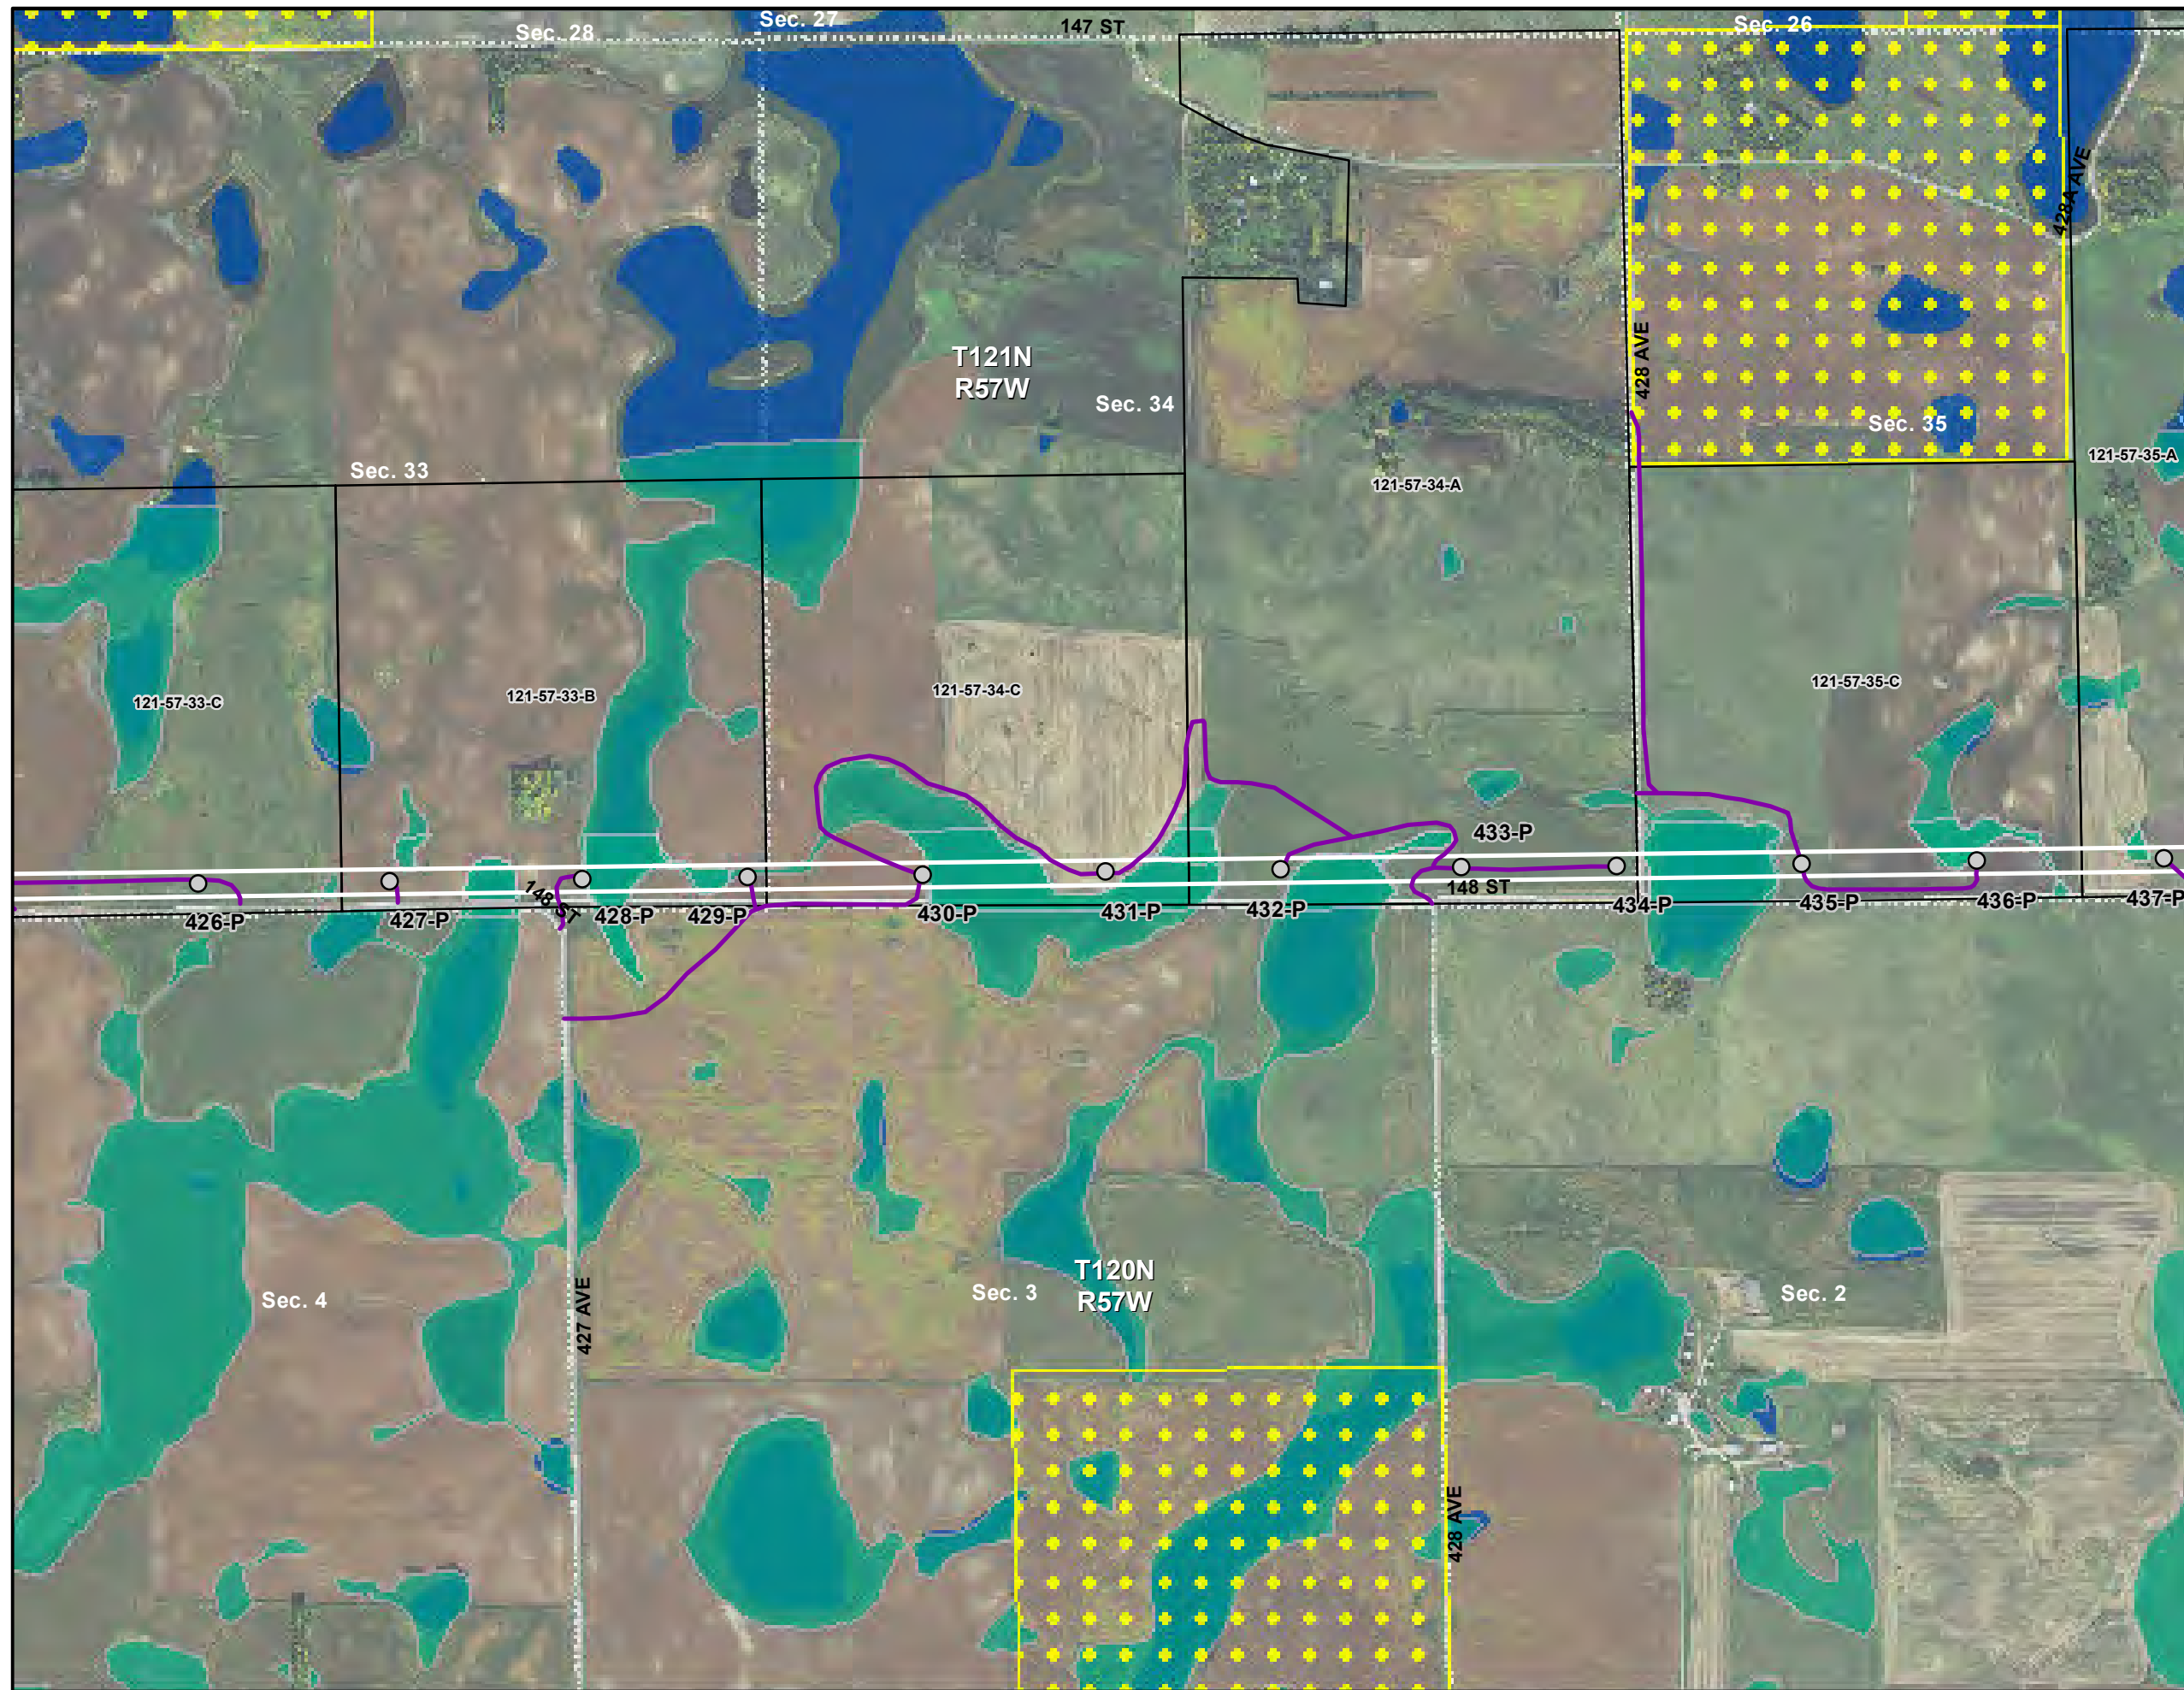 Sec. 27
Sec. 28
147 ST
Sec. 26
428A AVE
T121N
R57W
428 AVE
Sec. 34
Sec. 35
Sec. 33
121-57-34-A
121-57-35-A
121-57-33-C
121-57-33-B
121-57-34-C
121-57-35-C
433-P
148 ST
148 ST
426-P
427-P
428-P
429-P
430-P
431-P
432-P
434-P
435-P
436-P
437-P
Sec. 4
427 AVE
Sec. 3
T120N
R57W
Sec. 2
428 AVE